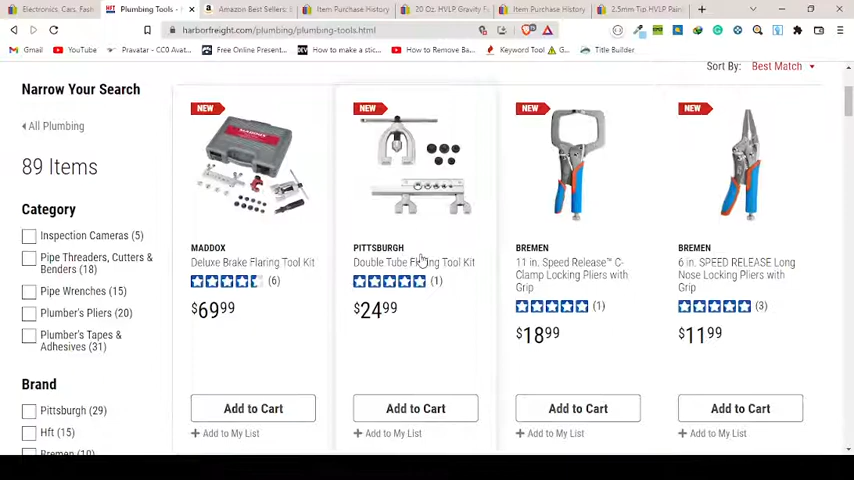 Electronics, Cars, Fash
Plumbing Tools -
Amazon Best Sellers:
Item Purchase History
20 Oz. HVLP Gravity F
Item Purchase History
2.5mm Tip HVLP Pain
harborfreight.com/plumbing/plumbing-tools.html
Gmail
YouTube
Maps
Pravatar - CC0 Avat...
Free Online Present...
How to make a stic...
How to Remove Ba...
Keyword Tool
Title Builder
Sort By: Best Match
Narrow Your Search
All Plumbing
89 Items
Category
Inspection Cameras (5)
Pipe Threaders, Cutters &
Benders (18)
Pipe Wrenches (15)
Plumber's Pliers (20)
Plumber's Tapes &
Adhesives (31)
Brand
Pittsburgh (29)
Hft (15)
Bremen (10)
NEW
MADDOX
Deluxe Brake Flaring Tool Kit
(6)
$69.99
Add to Cart
+ Add to My List
NEW
PITTSBURGH
Double Tube Flaring Tool Kit
(1)
$24.99
Add to Cart
+ Add to My List
NEW
BREMEN
11 in. Speed Release™ C-
Clamp Locking Pliers with
Grip
(1)
$18.99
Add to Cart
+ Add to My List
NEW
BREMEN
6 in. SPEED RELEASE Long
Nose Locking Pliers with
Grip
(3)
$11.99
Add to Cart
+ Add to My List